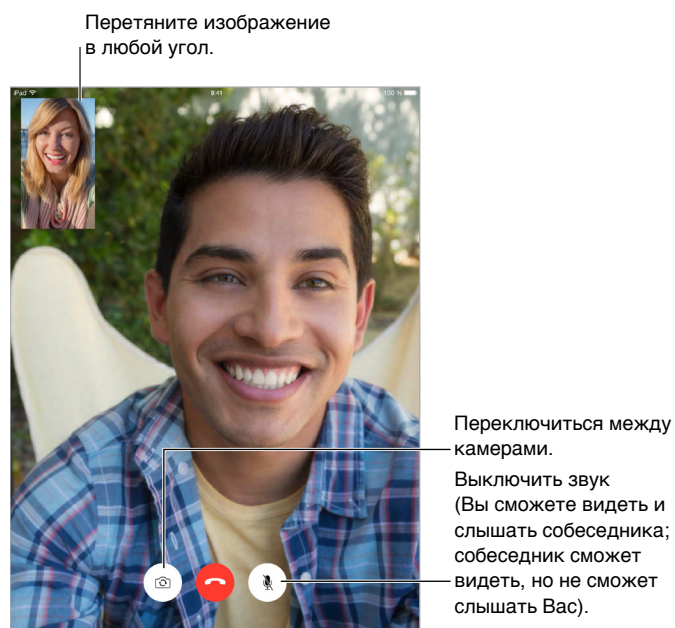 Перетяните изображение
в любой угол.
iPad
9:41
100 %
Переключиться между
камерами.
Выключить звук
(Вы сможете видеть и
слышать собеседника;
собеседник сможет
видеть, но не сможет
слышать Вас).